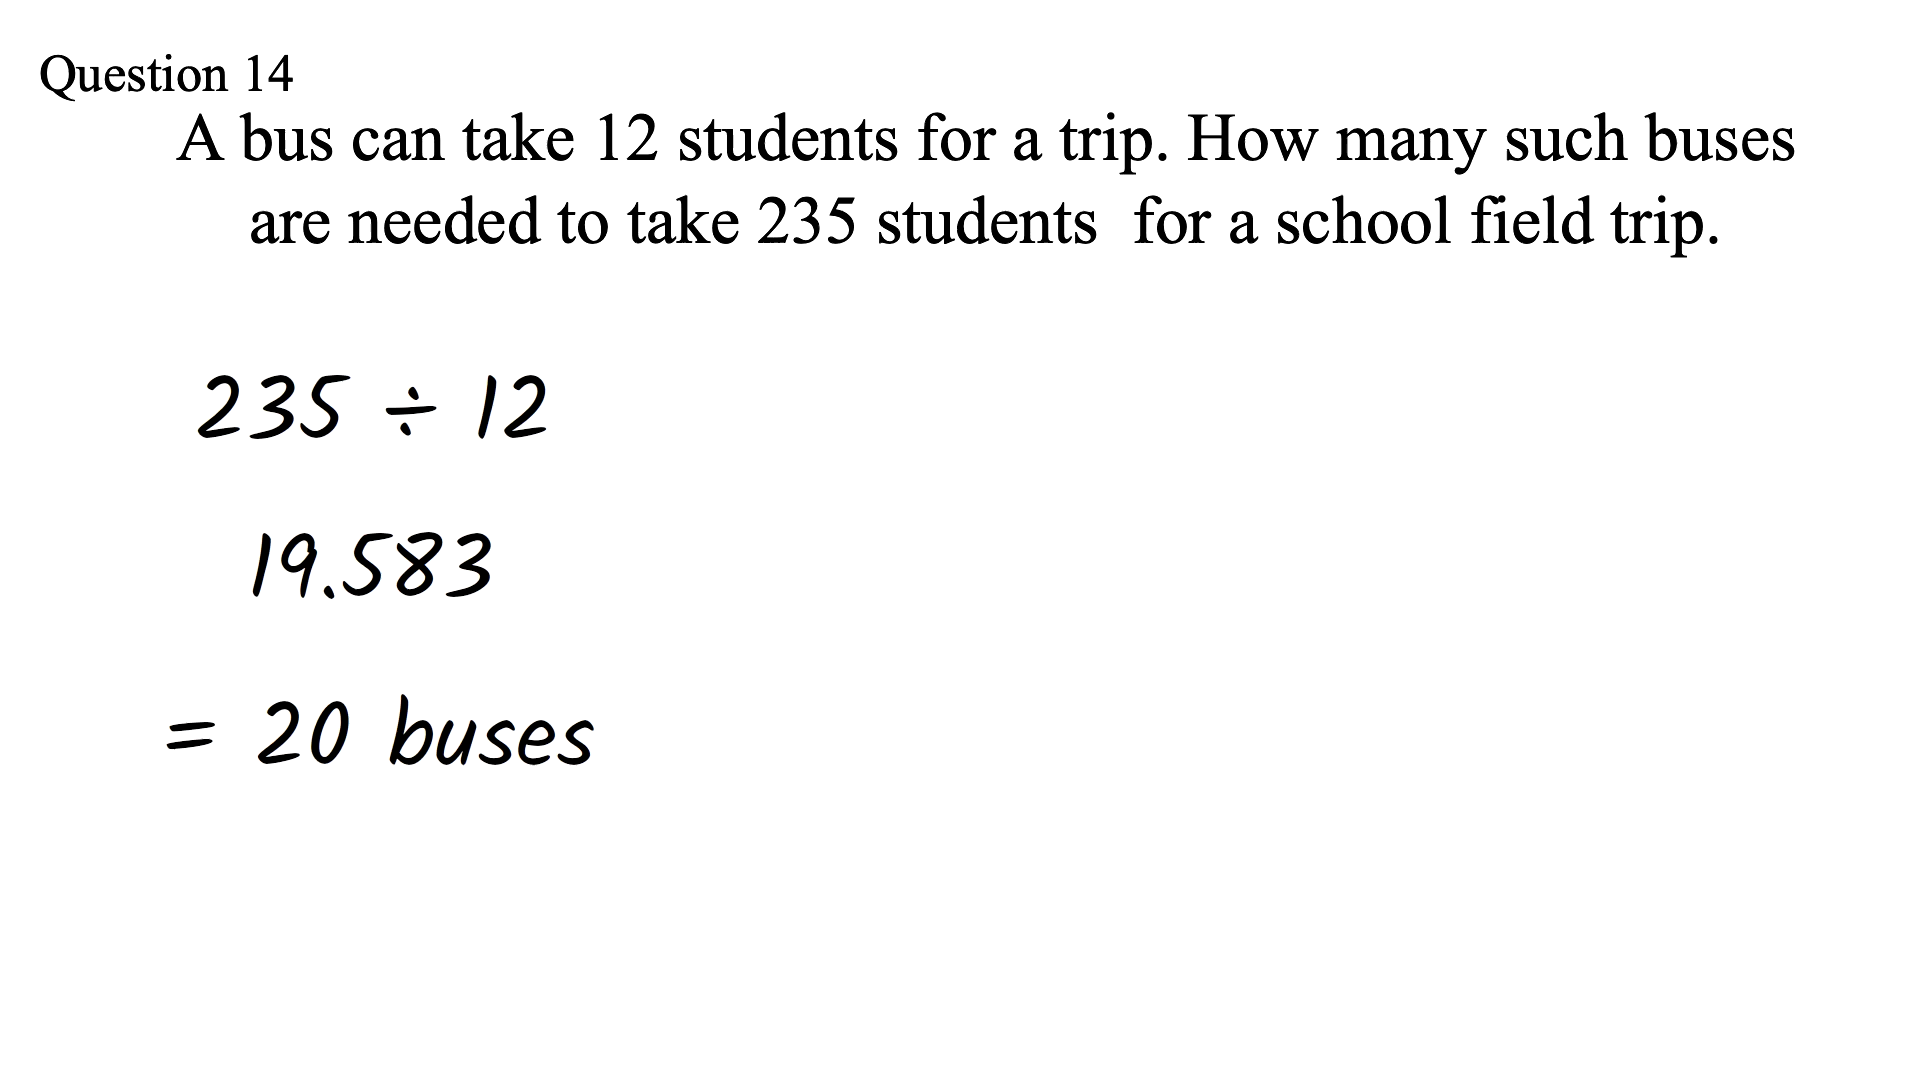 Question 14
A bus can take 12 students for a trip. How many such buses
are needed to take 235 students  for a school field trip.
235 ÷ 12
19.583
= 20 buses